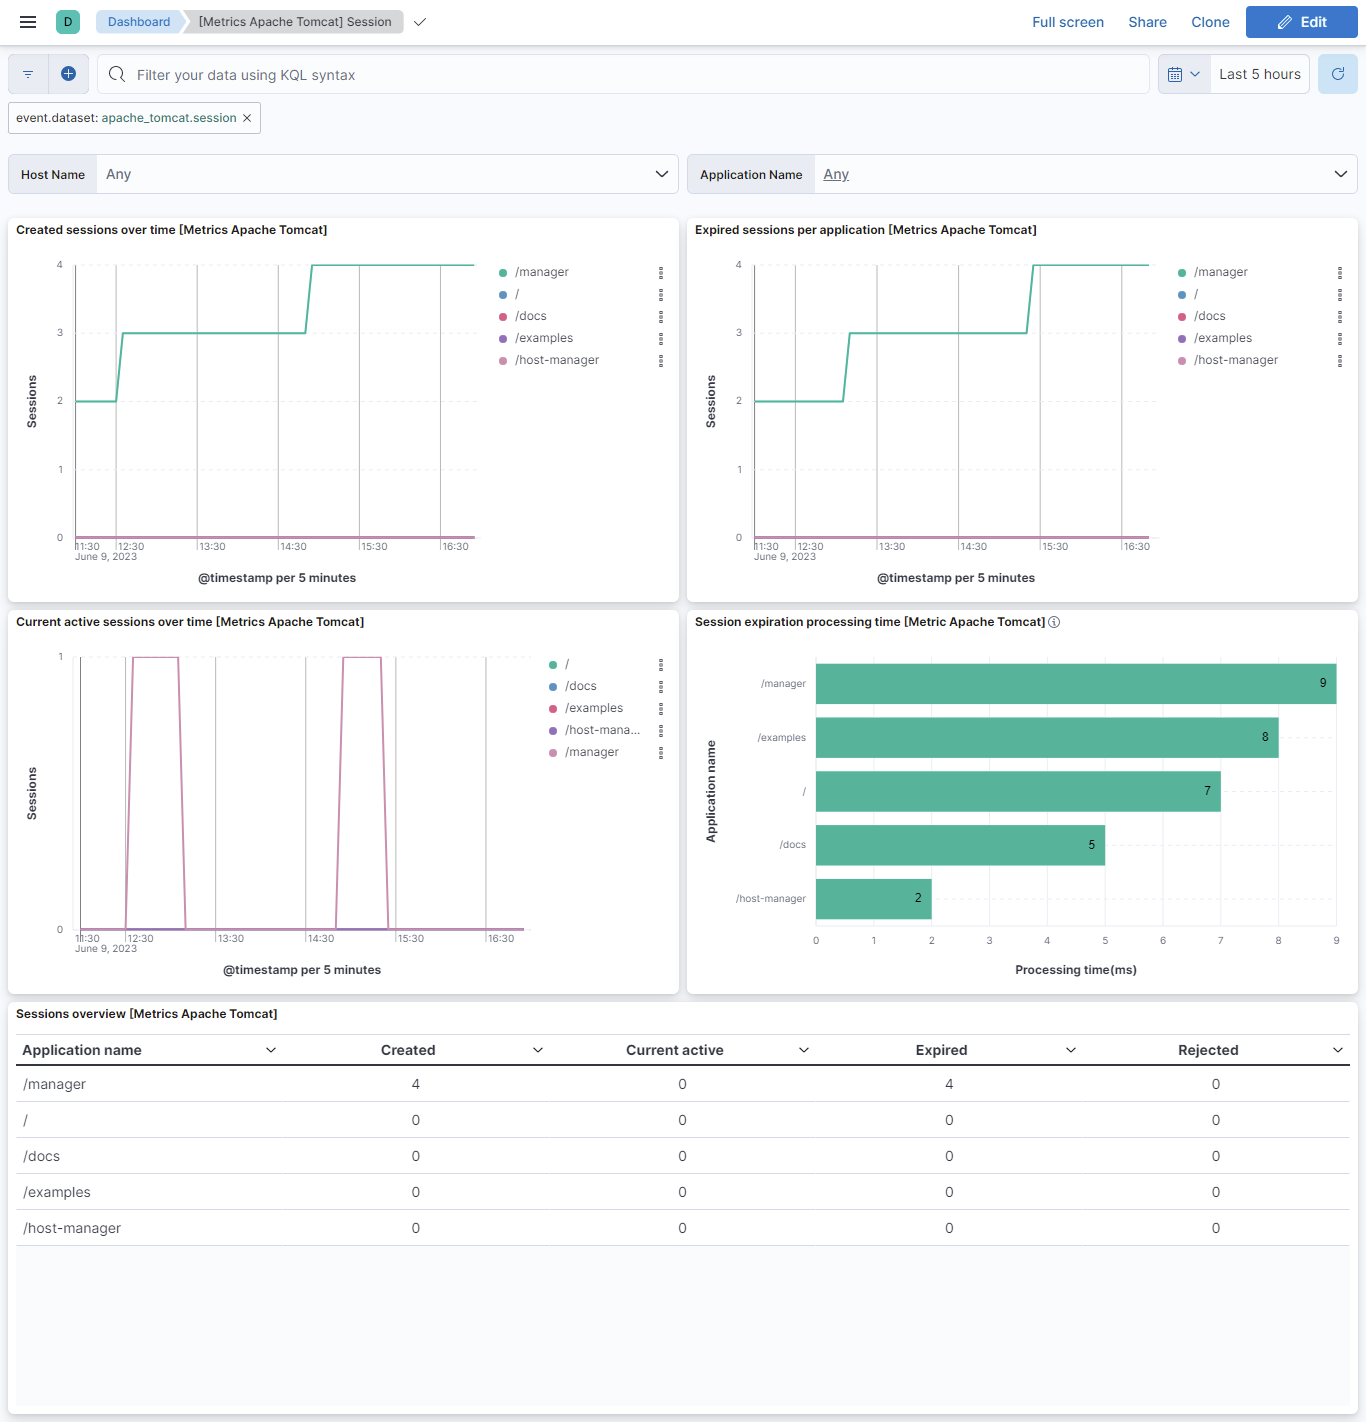 D Dashboard [Metrics Apache Tomcat] Session Full screen Share Clone Edit
Filter your data using KQL syntax Last 5 hours
event.dataset: apache_tomcat.session ×
Host Name Any
Application Name Any
Created sessions over time [Metrics Apache Tomcat]
Sessions
4
3
2
1
0
11:30 12:30 13:30 14:30 15:30 16:30
June 9, 2023
@timestamp per 5 minutes
/manager
/
/docs
/examples
/host-manager
Expired sessions per application [Metrics Apache Tomcat]
Sessions
4
3
2
1
0
11:30 12:30 13:30 14:30 15:30 16:30
June 9, 2023
@timestamp per 5 minutes
/manager
/
/docs
/examples
/host-manager
Current active sessions over time [Metrics Apache Tomcat]
Sessions
1
0
11:30 12:30 13:30 14:30 15:30 16:30
June 9, 2023
@timestamp per 5 minutes
/
/docs
/examples
/host-mana...
/manager
Session expiration processing time [Metric Apache Tomcat]
Application name
/manager 9
/examples 8
/ 7
/docs 5
/host-manager 2
0 1 2 3 4 5 6 7 8 9
Processing time(ms)
Sessions overview [Metrics Apache Tomcat]
Application name Created Current active Expired Rejected
/manager 4 0 4 0
/ 0 0 0 0
/docs 0 0 0 0
/examples 0 0 0 0
/host-manager 0 0 0 0